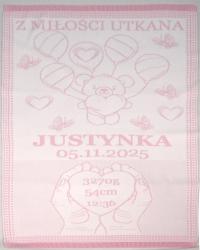 Z MIŁOŚCI UTKANA
JUSTYNKA
05.11.2025
3270g
54cm
12:36